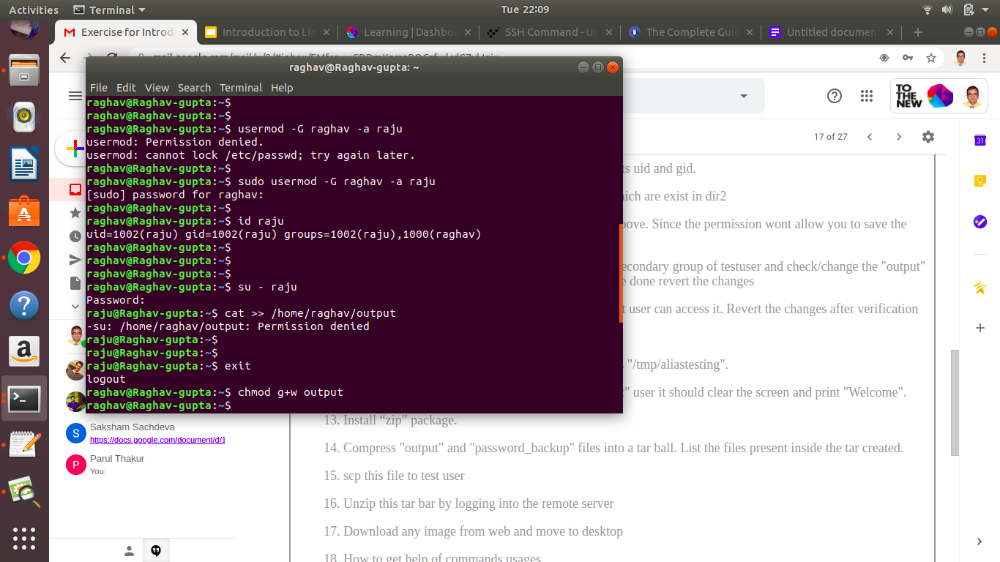 Activities
Terminal
Tue 22:09
Exercise for Introdu
Introduction to Lin
Learning | Dashboa
SSH Command - Us
The Complete Guid
Untitled document
raghav@Raghav-gupta: ~
File Edit View Search Terminal Help
TO
THE
NEW
raghav@Raghav-gupta:~$
raghav@Raghav-gupta:~$
raghav@Raghav-gupta:~$ usermod -G raghav -a raju
usermod: Permission denied.
usermod: cannot lock /etc/passwd; try again later.
raghav@Raghav-gupta:~$
raghav@Raghav-gupta:~$ sudo usermod -G raghav -a raju
[sudo] password for raghav:
raghav@Raghav-gupta:~$
raghav@Raghav-gupta:~$ id raju
uid=1002(raju) gid=1002(raju) groups=1002(raju),1000(raghav)
raghav@Raghav-gupta:~$
raghav@Raghav-gupta:~$
raghav@Raghav-gupta:~$
raghav@Raghav-gupta:~$ su - raju
Password:
raju@Raghav-gupta:~$ cat >> /home/raghav/output
-su: /home/raghav/output: Permission denied
raju@Raghav-gupta:~$
raju@Raghav-gupta:~$
raju@Raghav-gupta:~$ exit
logout
raghav@Raghav-gupta:~$ chmod g+w output
raghav@Raghav-gupta:~$
17 of 27
31
ts uid and gid.
hich are exist in dir2
bove. Since the permission wont allow you to save the
econdary group of testuser and check/change the "output"
e done revert the changes
t user can access it. Revert the changes after verification
"/tmp/aliastesting".
" user it should clear the screen and print "Welcome".
13. Install “zip” package.
14. Compress "output" and "password_backup" files into a tar ball. List the files present inside the tar created.
15. scp this file to test user
16. Unzip this tar bar by logging into the remote server
17. Download any image from web and move to desktop
18. How to get help of commands usages
S
Saksham Sachdeva
https://docs.google.com/document/d/1
P
Parul Thakur
You: